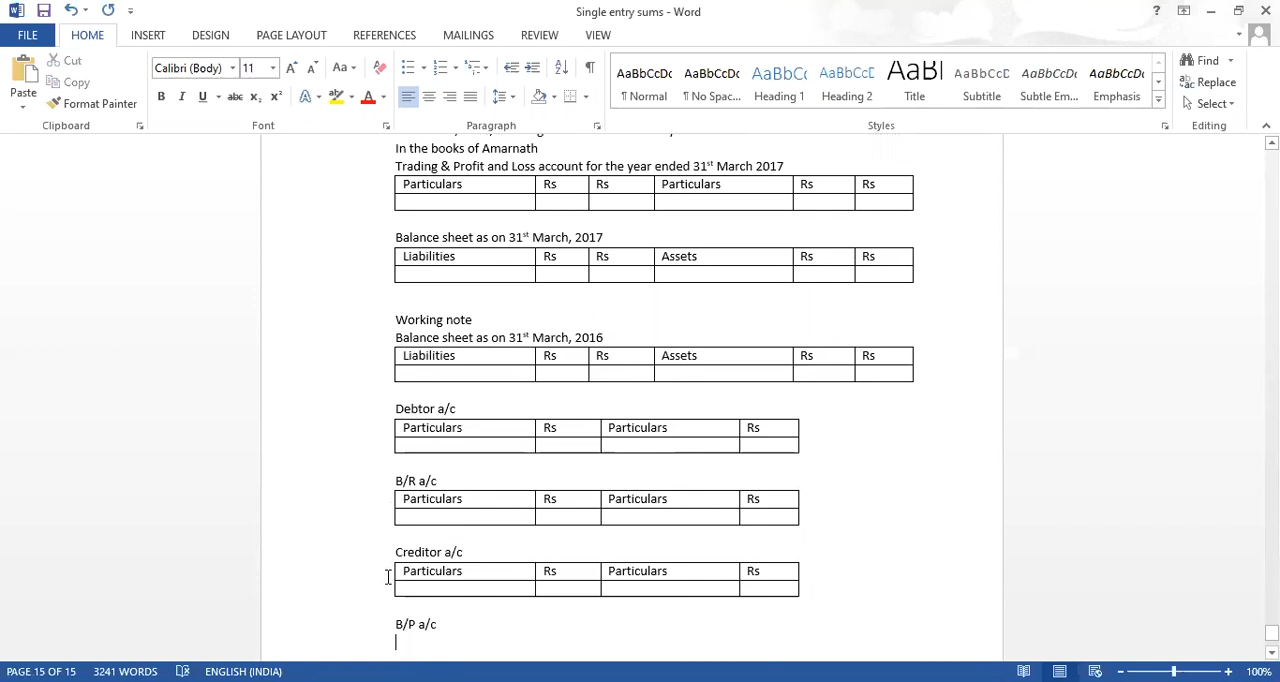 Single entry sums - Word
FILE HOME INSERT DESIGN PAGE LAYOUT REFERENCES MAILINGS REVIEW VIEW
Paste Cut Copy Format Painter
Calibri (Body) 11
AaBbCcDc AaBbCcDc AaBbCc AaBbCcD AaBl AaBbCcD AaBbCcDc AaBbCcDc
¶ Normal ¶ No Spac... Heading 1 Heading 2 Title Subtitle Subtle Em... Emphasis
Find Replace Select
Clipboard Font Paragraph Styles Editing
In the books of Amarnath
Trading & Profit and Loss account for the year ended 31st March 2017
Particulars Rs Rs Particulars Rs Rs
Balance sheet as on 31st March, 2017
Liabilities Rs Rs Assets Rs Rs
Working note
Balance sheet as on 31st March, 2016
Liabilities Rs Rs Assets Rs Rs
Debtor a/c
Particulars Rs Particulars Rs
B/R a/c
Particulars Rs Particulars Rs
Creditor a/c
Particulars Rs Particulars Rs
B/P a/c
PAGE 15 OF 15 3241 WORDS ENGLISH (INDIA) 100%